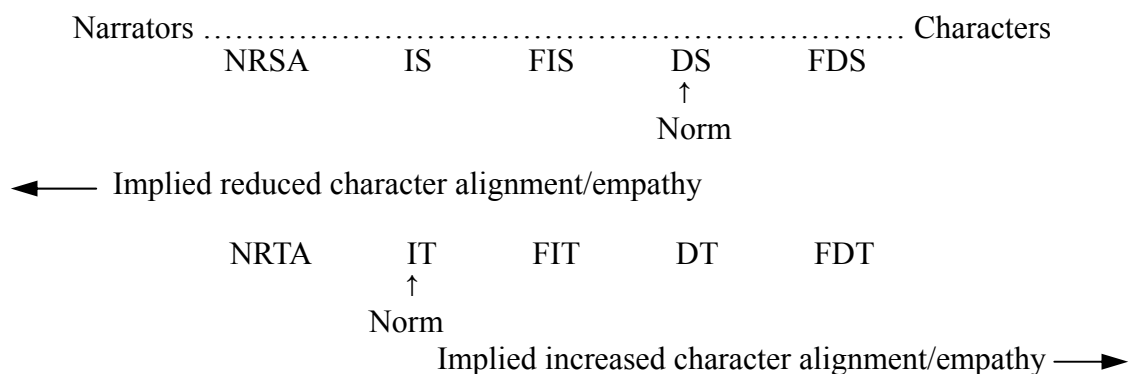 Narrators ………………………………………………………………… Characters
NRSA IS FIS DS FDS
↑
Norm
Implied reduced character alignment/empathy
NRTA IT FIT DT FDT
↑
Norm
Implied increased character alignment/empathy